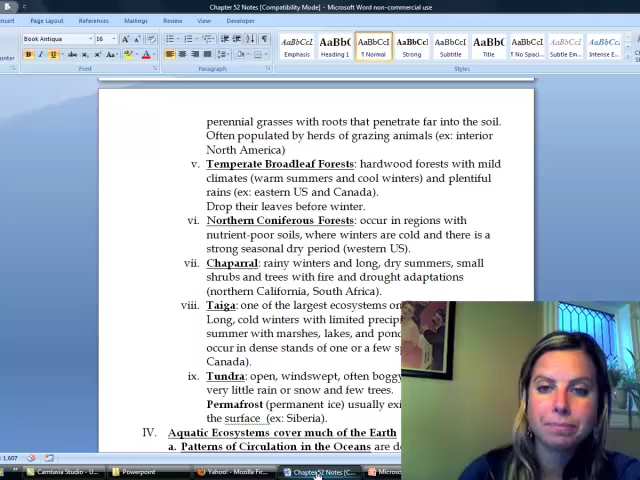 Chapter 52 Notes [Compatibility Mode] - Microsoft Word non-commercial use
Page Layout References Mailings Review View Developer
Book Antiqua 16
AaBbCcI AaBbC AaBbCcI AaBbCc AaBbCcI AaBbC AaBbCcI AaBbCcI AaBbCcI
Emphasis Heading 1 ¶ Normal Strong Subtitle Title ¶ No Spaci... Subtle Em... Intense E...
Font Paragraph Styles
perennial grasses with roots that penetrate far into the soil.
Often populated by herds of grazing animals (ex: interior
North America)
v. Temperate Broadleaf Forests: hardwood forests with mild
climates (warm summers and cool winters) and plentiful
rains (ex: eastern US and Canada).
Drop their leaves before winter.
vi. Northern Coniferous Forests: occur in regions with
nutrient-poor soils, where winters are cold and there is a
strong seasonal dry period (western US).
vii. Chaparral: rainy winters and long, dry summers, small
shrubs and trees with fire and drought adaptations
(northern California, South Africa).
viii. Taiga: one of the largest ecosystems on
Long, cold winters with limited precip
summer with marshes, lakes, and pond
occur in dense stands of one or a few s
Canada).
ix. Tundra: open, windswept, often boggy
very little rain or snow and few trees.
Permafrost (permanent ice) usually exi
the surface (ex: Siberia).
IV. Aquatic Ecosystems cover much of the Earth
a. Patterns of Circulation in the Oceans are de
1,607
Camtasia Studio - U... Powerpoint Yahoo! - Mozilla Fire... Chapter 52 Notes [C... Micros